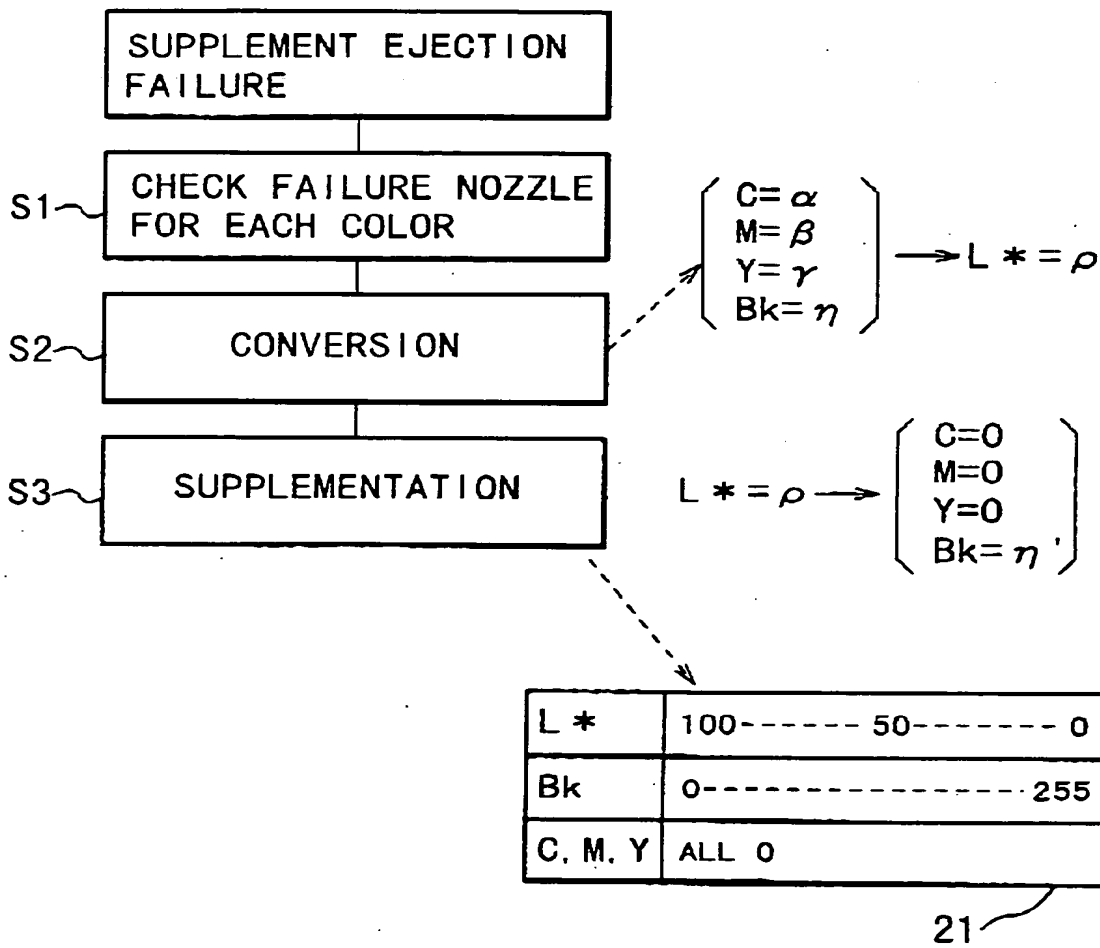 SUPPLEMENT EJECTION
FAILURE
S1
CHECK FAILURE NOZZLE
FOR EACH COLOR
C=α
M=β
Y=γ
Bk=η
L*=ρ
S2
CONVERSION
S3
SUPPLEMENTATION
L*=ρ
C=0
M=0
Y=0
Bk=η'
L* 100------50-------0
Bk 0-----------------255
C, M, Y ALL 0
21